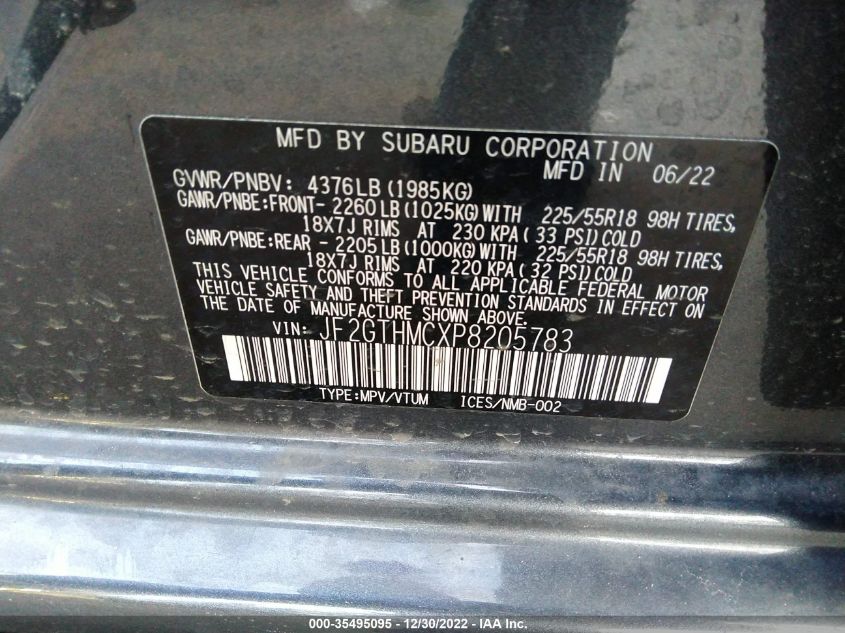 MFD BY SUBARU CORPORATION
MFD IN 06/22
GVWR/PNBV: 4376LB (1985KG)
GAWR/PNBE:FRONT- 2260LB(1025KG)WITH 225/55R18 98H TIRES,
18X7J RIMS AT 230 KPA( 33 PSI)COLD
GAWR/PNBE:REAR - 2205LB(1000KG)WITH 225/55R18 98H TIRES,
18X7J RIMS AT 220 KPA( 32 PSI)COLD
THIS VEHICLE CONFORMS TO ALL APPLICABLE FEDERAL MOTOR
VEHICLE SAFETY AND THEFT PREVENTION STANDARDS IN EFFECT ON
THE DATE OF MANUFACTURE SHOWN ABOVE.
VIN: JF2GTHMCXP8205783
TYPE:MPV/VTUM ICES/NMB-002
000-35495095 - 12/30/2022 - IAA Inc.